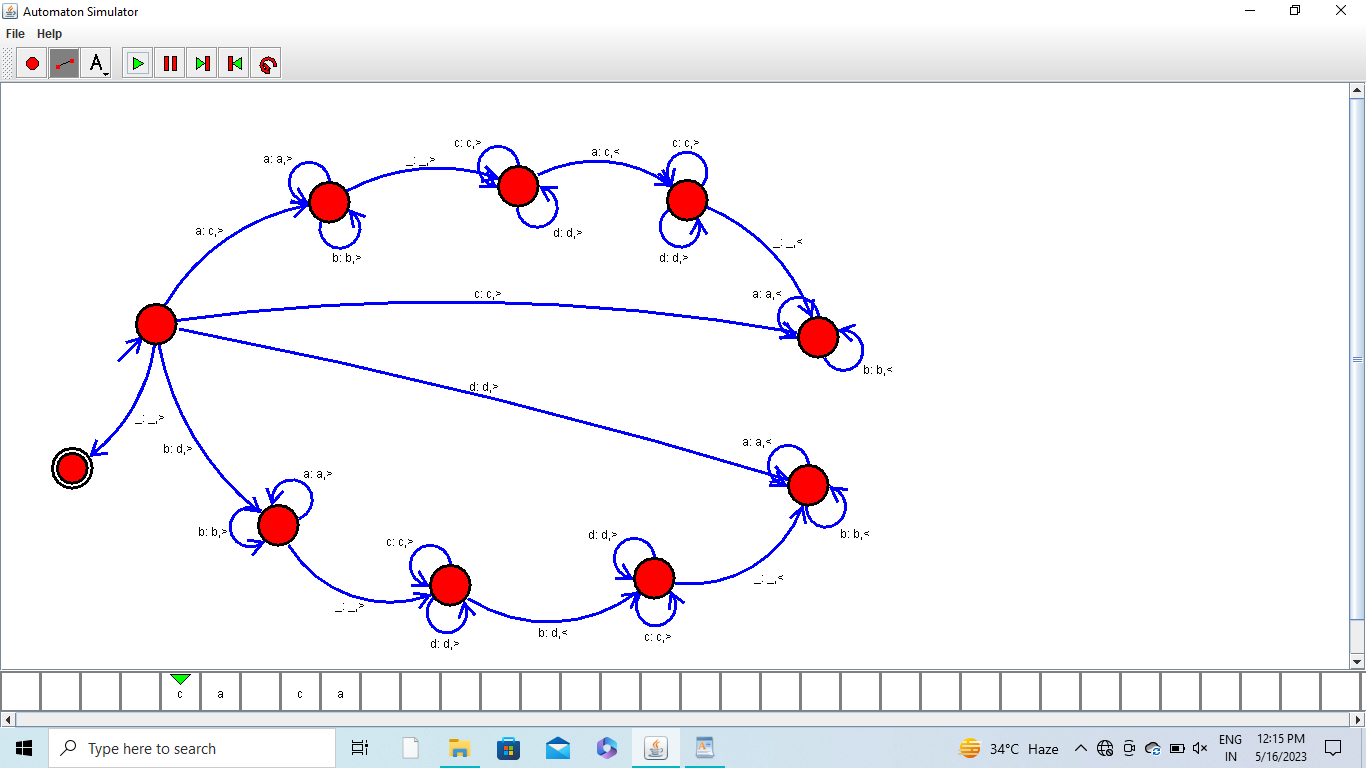 Automaton Simulator
File Help
A
c: c,> a: c,< c: c,>
a: a,> _: _,>
a: c,> d: d,>
b: b,> d: d,> _: _,<
c: c,> a: a,<
b: b,<
d: d,>
_: _,>
b: d,> a: a,<
a: a,>
b: b,> c: c,> d: d,> b: b,<
_: _,> _: _,<
d: d,> b: d,< c: c,>
c a c a
Type here to search 34°C Haze ENG 12:15 PM
IN 5/16/2023